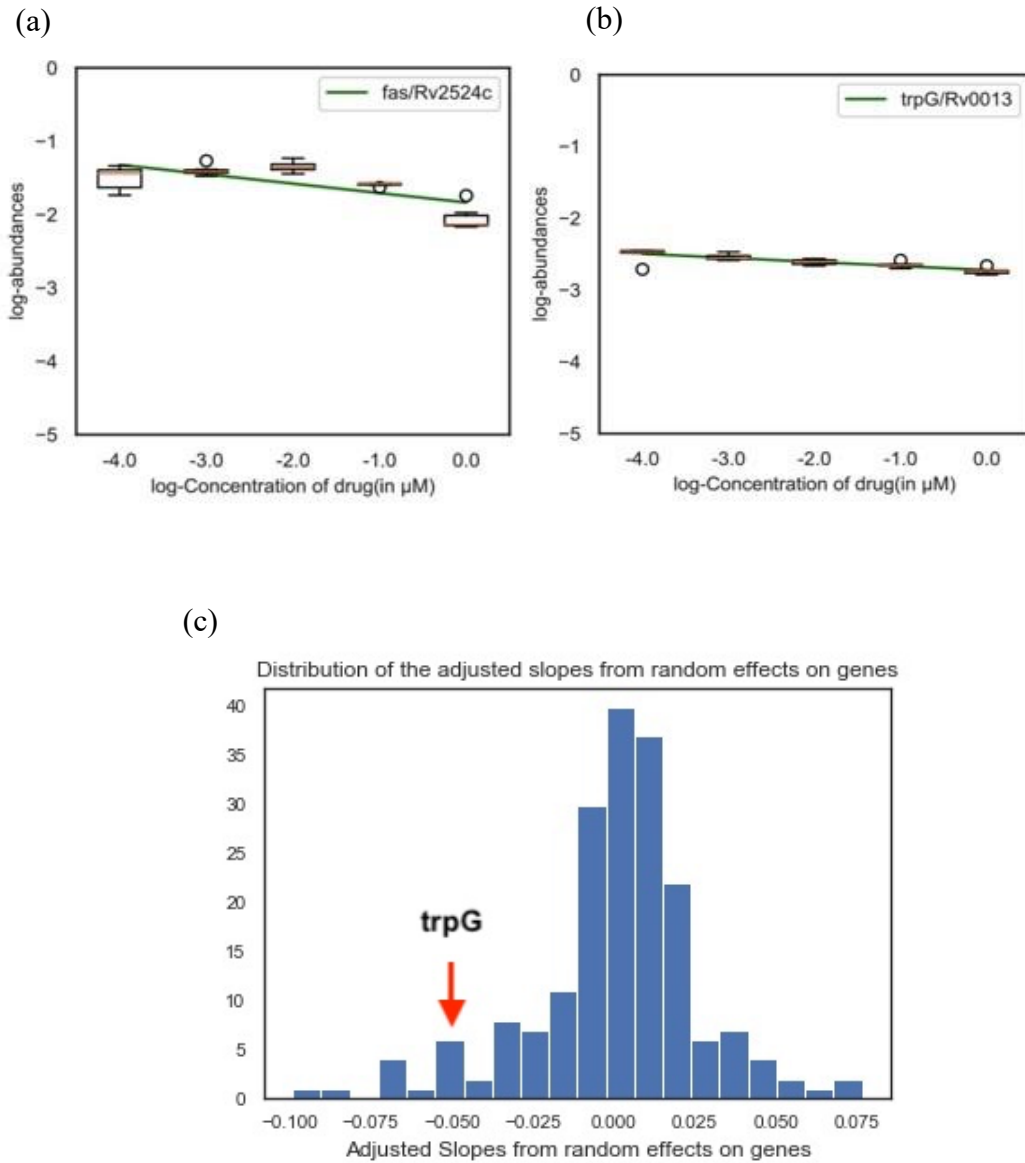 (a)
(b)
fas/Rv2524c
trpG/Rv0013
0
−1
−2
−3
−4
−5
log-abundances
-4.0 -3.0 -2.0 -1.0 0.0
log-Concentration of drug(in μM)
0
−1
−2
−3
−4
−5
log-abundances
-4.0 -3.0 -2.0 -1.0 0.0
log-Concentration of drug(in μM)
(c)
Distribution of the adjusted slopes from random effects on genes
40
35
30
25
20
15
10
5
0
trpG
−0.100 −0.075 −0.050 −0.025 0.000 0.025 0.050 0.075
Adjusted Slopes from random effects on genes